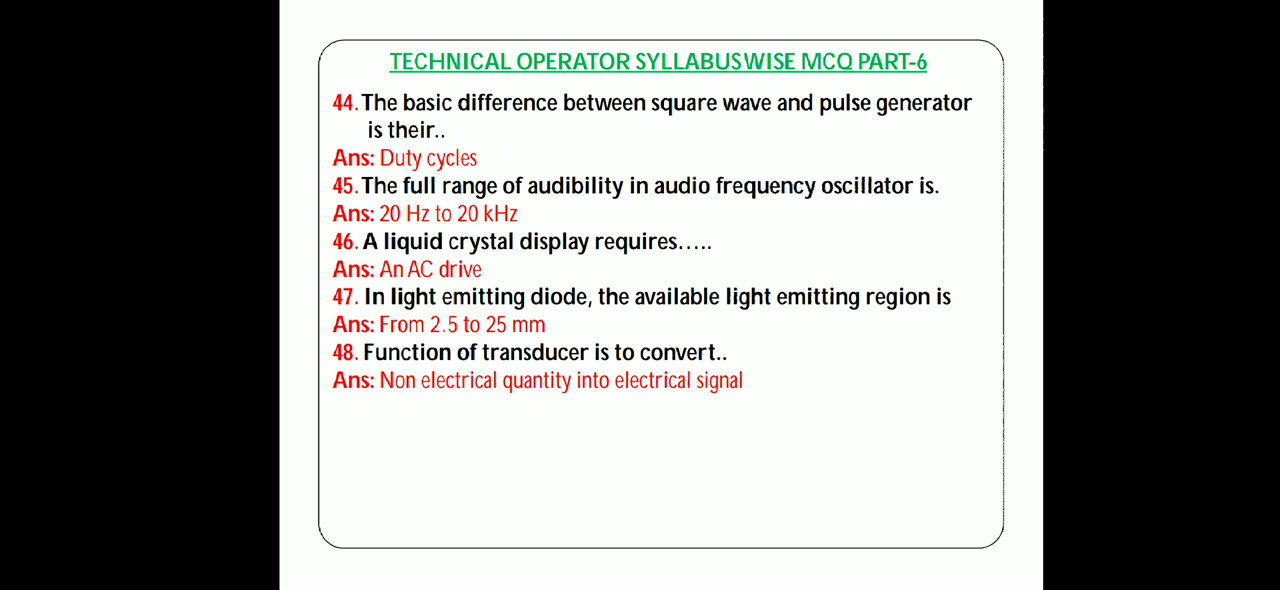 TECHNICAL OPERATOR SYLLABUSWISE MCQ PART-6
44. The basic difference between square wave and pulse generator
is their..
Ans: Duty cycles
45. The full range of audibility in audio frequency oscillator is.
Ans: 20 Hz to 20 kHz
46. A liquid crystal display requires.....
Ans: An AC drive
47. In light emitting diode, the available light emitting region is
Ans: From 2.5 to 25 mm
48. Function of transducer is to convert..
Ans: Non electrical quantity into electrical signal